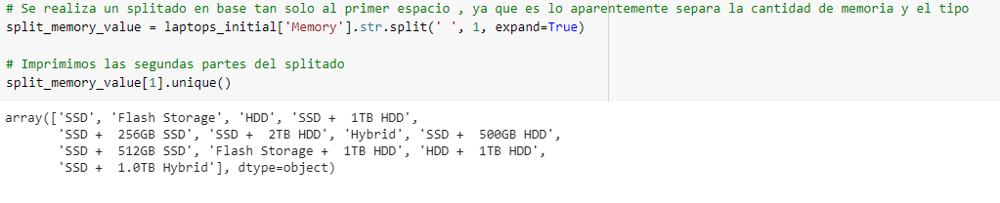 # Se realiza un splitado en base tan solo al primer espacio , ya que es lo aparentemente separa la cantidad de memoria y el tipo
split_memory_value = laptops_initial['Memory'].str.split(' ', 1, expand=True)
# Imprimimos las segundas partes del splitado
split_memory_value[1].unique()
array(['SSD', 'Flash Storage', 'HDD', 'SSD +  1TB HDD',
       'SSD +  256GB SSD', 'SSD +  2TB HDD', 'Hybrid', 'SSD +  500GB HDD',
       'SSD +  512GB SSD', 'Flash Storage +  1TB HDD', 'HDD +  1TB HDD',
       'SSD +  1.0TB Hybrid'], dtype=object)